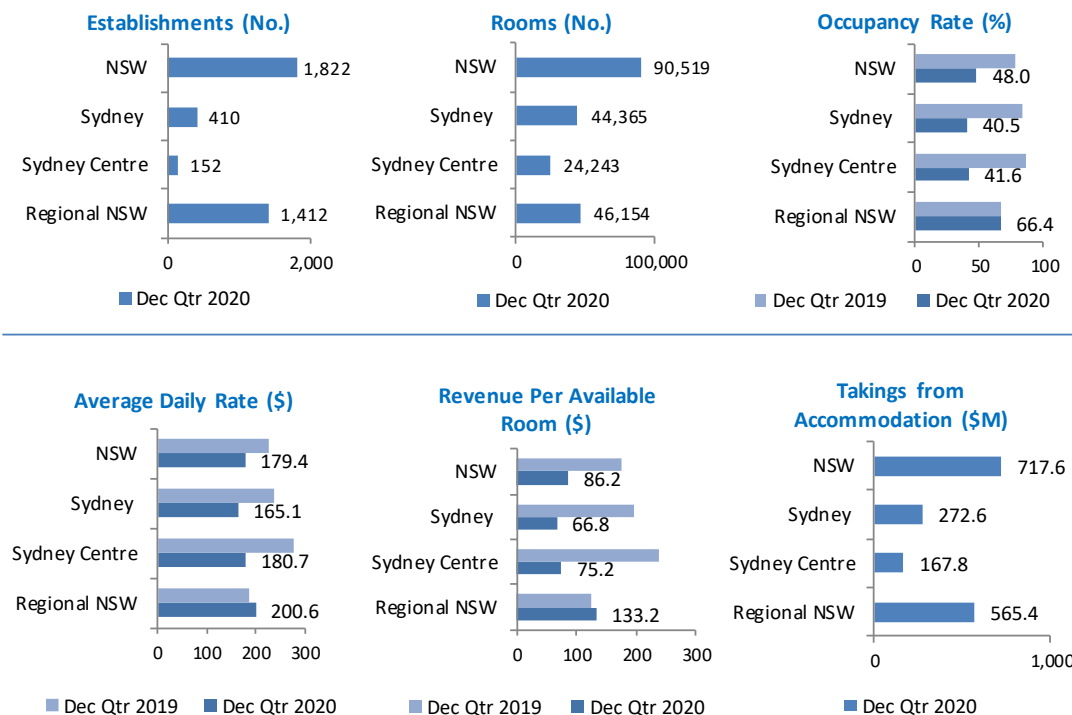 Establishments (No.)
NSW
1,822
Sydney
410
Sydney Centre
152
Regional NSW
1,412
0
2,000
Dec Qtr 2020
Rooms (No.)
NSW
90,519
Sydney
44,365
Sydney Centre
24,243
Regional NSW
46,154
0
100,000
Dec Qtr 2020
Occupancy Rate (%)
NSW
48.0
Sydney
40.5
Sydney Centre
41.6
Regional NSW
66.4
0 50 100
Dec Qtr 2019 Dec Qtr 2020
Average Daily Rate ($)
NSW
179.4
Sydney
165.1
Sydney Centre
180.7
Regional NSW
200.6
0 100 200 300
Dec Qtr 2019 Dec Qtr 2020
Revenue Per Available
Room ($)
NSW
86.2
Sydney
66.8
Sydney Centre
75.2
Regional NSW
133.2
0 100 200 300
Dec Qtr 2019 Dec Qtr 2020
Takings from
Accommodation ($M)
NSW
717.6
Sydney
272.6
Sydney Centre
167.8
Regional NSW
565.4
0
1,000
Dec Qtr 2020